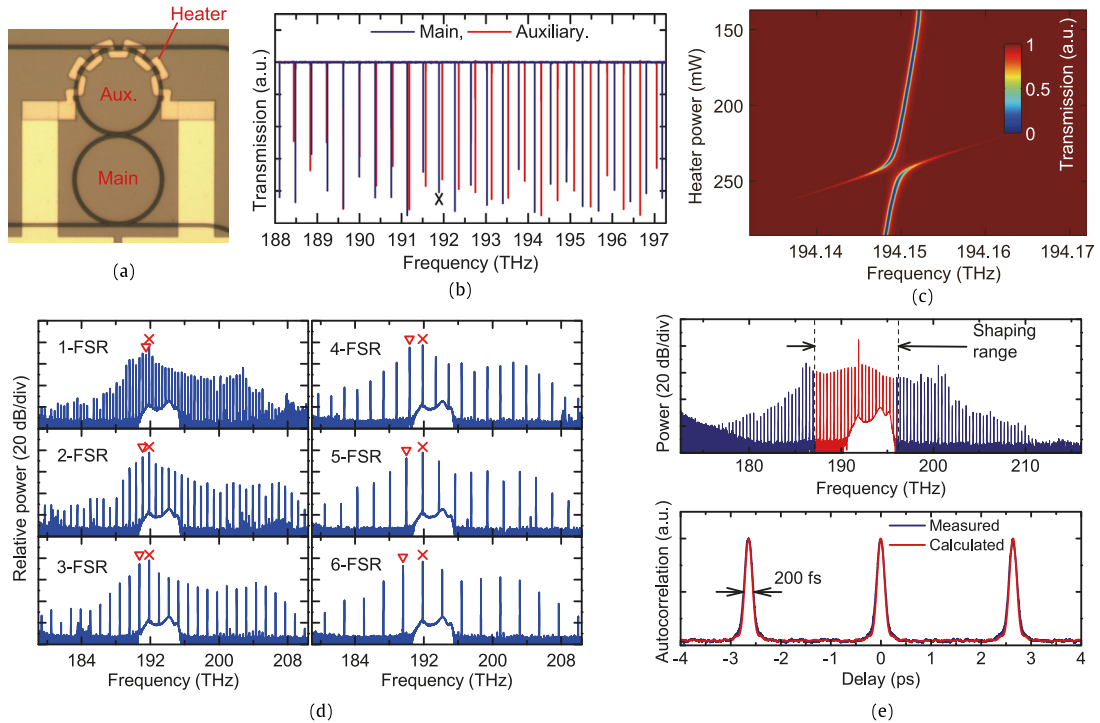 Heater
Aux.
Main
(a)
Main, Auxiliary.
Transmission (a.u.)
X
188 189 190 191 192 193 194 195 196 197
Frequency (THz)
(b)
150
200
250
Heater power (mW)
1
0.5
0
Transmission (a.u.)
194.14 194.15 194.16 194.17
Frequency (THz)
(c)
Relative power (20 dB/div)
1-FSR
4-FSR
2-FSR
5-FSR
3-FSR
6-FSR
184 192 200 208
184 192 200 208
Frequency (THz)
Frequency (THz)
(d)
Power (20 dB/div)
Shaping
range
180 190 200 210
Frequency (THz)
Autocorrelation (a.u.)
Measured
Calculated
200 fs
-4 -3 -2 -1 0 1 2 3 4
Delay (ps)
(e)